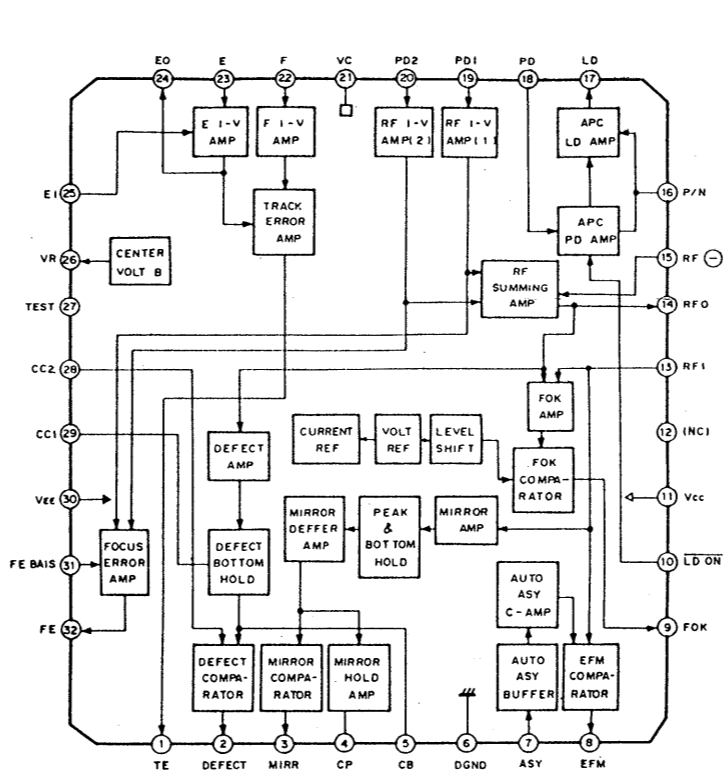 EO E F VC PD2 PD1 PD LD
24 23 22 21 20 19 18 17
E I-V
AMP
F I-V
AMP
RF I-V
AMP(2)
RF I-V
AMP(1)
APC
LD AMP
EI 25
16 P/N
TRACK
ERROR
AMP
APC
PD AMP
VR 26
CENTER
VOLT B
15 RF (−)
RF
SUMMING
AMP
TEST 27
14 RFO
CC2 28
13 RFI
FOK
AMP
CC1 29
12 (NC)
DEFECT
AMP
CURRENT
REF
VOLT
REF
LEVEL
SHIFT
FOK
COMPA-
RATOR
VEE 30
11 Vcc
MIRROR
DEFFER
AMP
PEAK
&
BOTTOM
HOLD
MIRROR
AMP
FE BAIS 31
FOCUS
ERROR
AMP
DEFECT
BOTTOM
HOLD
10 LD ON
AUTO
ASY
C-AMP
FE 32
9 FOK
DEFECT
COMPA-
RATOR
MIRROR
COMPA-
RATOR
MIRROR
HOLD
AMP
AUTO
ASY
BUFFER
EFM
COMPA-
RATOR
1 2 3 4 5 6 7 8
TE DEFECT MIRR CP CB DGND ASY EFM